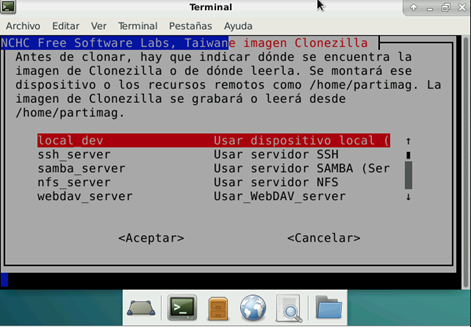 Terminal
Archivo Editar Ver Terminal Pestañas Ayuda
NCHC Free Software Labs, Taiwane imagen Clonezilla
Antes de clonar, hay que indicar dónde se encuentra la
imagen de Clonezilla o de dónde leerla. Se montará ese
dispositivo o los recursos remotos como /home/partimag. La
imagen de Clonezilla se grabará o leerá desde
/home/partimag.
local_dev Usar dispositivo local (
ssh_server Usar servidor SSH
samba_server Usar servidor SAMBA (Ser
nfs_server Usar servidor NFS
webdav_server Usar_WebDAV_server
<Aceptar> <Cancelar>